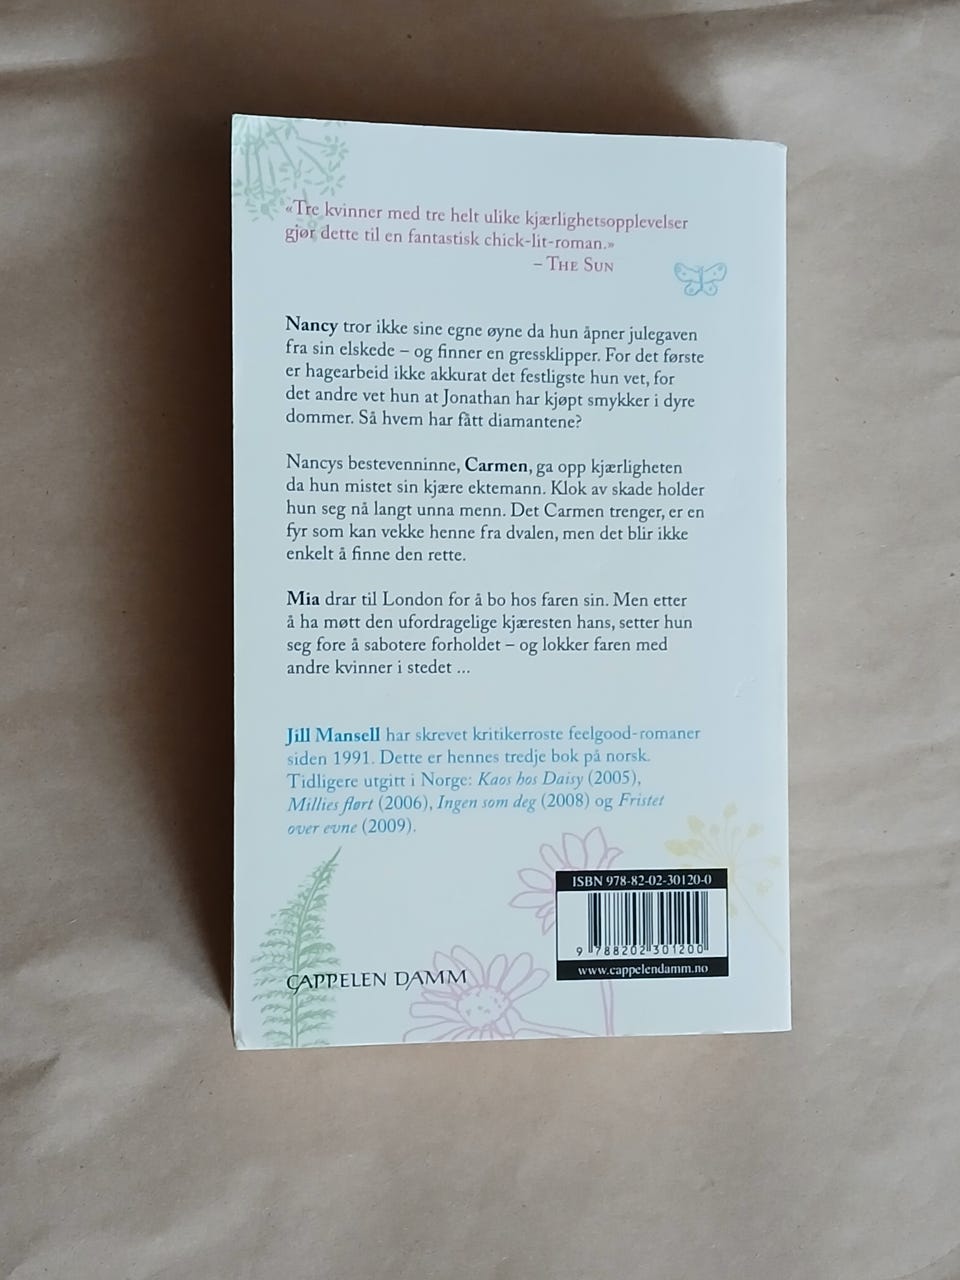 «Tre kvinner med tre helt ulike kjærlighetsopplevelser
gjør dette til en fantastisk chick-lit-roman.»
– The Sun
Nancy tror ikke sine egne øyne da hun åpner julegaven
fra sin elskede – og finner en gressklipper. For det første
er hagearbeid ikke akkurat det festligste hun vet, for
det andre vet hun at Jonathan har kjøpt smykker i dyre
dommer. Så hvem har fått diamantene?
Nancys bestevenninne, Carmen, ga opp kjærligheten
da hun mistet sin kjære ektemann. Klok av skade holder
hun seg nå langt unna menn. Det Carmen trenger, er en
fyr som kan vekke henne fra dvalen, men det blir ikke
enkelt å finne den rette.
Mia drar til London for å bo hos faren sin. Men etter
å ha møtt den ufordragelige kjæresten hans, setter hun
seg fore å sabotere forholdet – og lokker faren med
andre kvinner i stedet ...
Jill Mansell har skrevet kritikerroste feelgood-romaner
siden 1991. Dette er hennes tredje bok på norsk.
Tidligere utgitt i Norge: Kaos hos Daisy (2005),
Millies flørt (2006), Ingen som deg (2008) og Fristet
over evne (2009).
ISBN 978-82-02-30120-0
9 788202 301200
www.cappelendamm.no
CAPPELEN DAMM